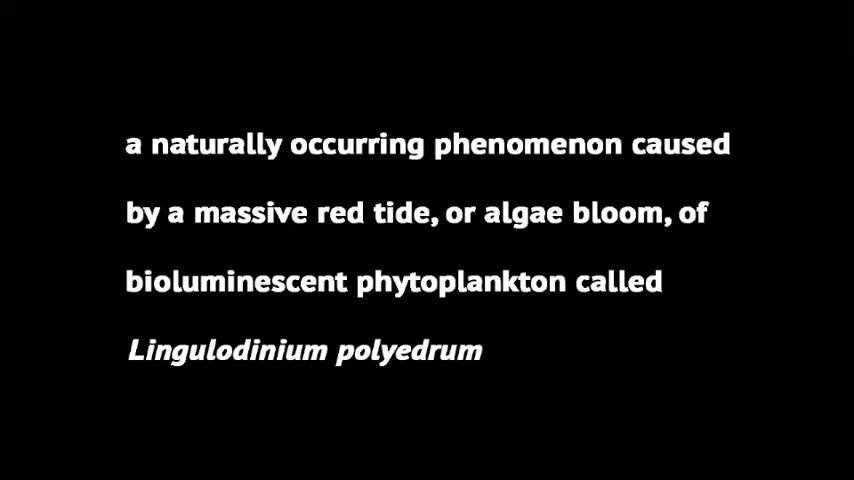 a naturally occurring phenomenon caused
by a massive red tide, or algae bloom, of
bioluminescent phytoplankton called
Lingulodinium polyedrum